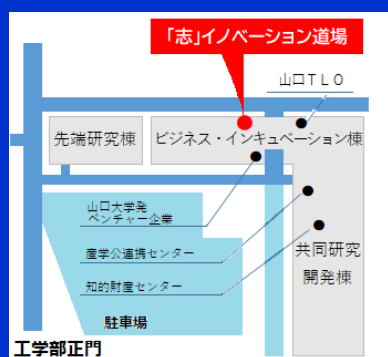 「志」イノベーション道場
山口TLO
先端研究棟
ビジネス・インキュベーション棟
山口大学発
ベンチャー企業
産学公連携センター
知的財産センター
共同研究
開発棟
駐車場
工学部正門